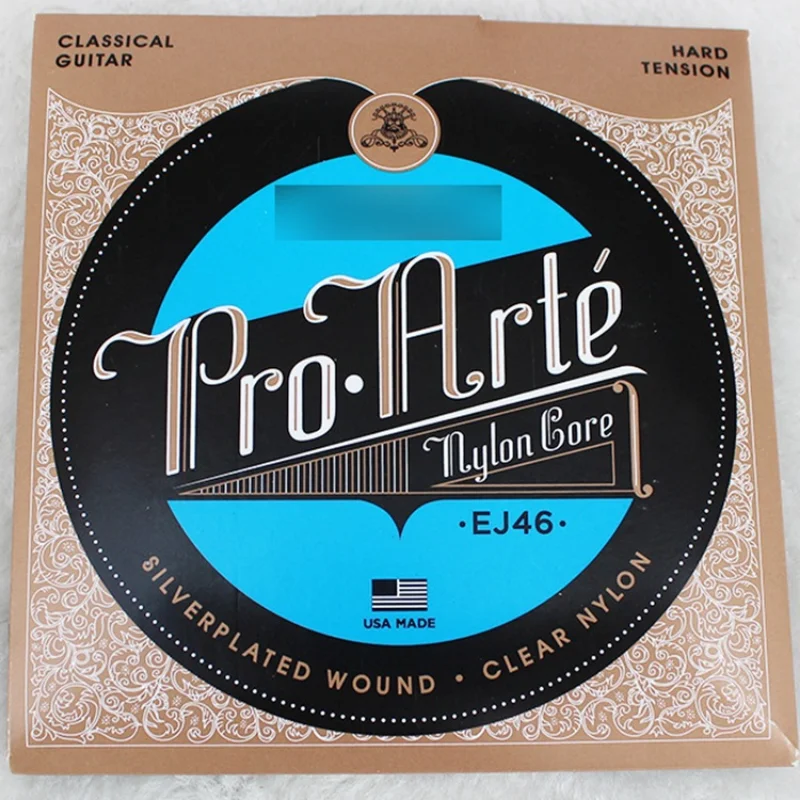 CLASSICAL
GUITAR
HARD
TENSION
Pro·Arté
Nylon Core
·EJ46·
USA MADE
SILVERPLATED WOUND • CLEAR NYLON